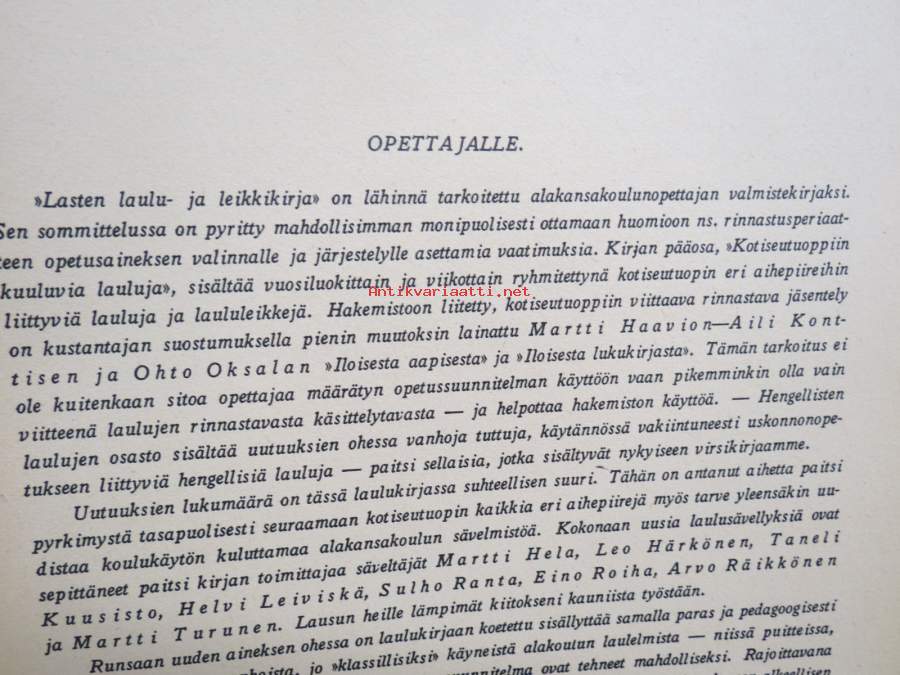 OPETTAJALLE.
»Lasten laulu- ja leikkikirja» on lähinnä tarkoitettu alakansakoulunopettajan valmistekirjaksi.
Sen sommittelussa on pyritty mahdollisimman monipuolisesti ottamaan huomioon ns. rinnastusperiaat-
teen opetusaineksen valinnalle ja järjestelylle asettamia vaatimuksia. Kirjan pääosa, »Kotiseutuoppiin
kuuluvia lauluja», sisältää vuosiluokittain ja viikottain ryhmitettynä kotiseutuopin eri aihepiireihin
Antikvariaatti.net
liittyviä lauluja ja laululeikkejä. Hakemistoon liitetty, kotiseutuoppiin viittaava rinnastava jäsentely
on kustantajan suostumuksella pienin muutoksin lainattu Martti Haavion—Aili Kont-
tisen ja Ohto Oksalan »Iloisesta aapisesta» ja »Iloisesta lukukirjasta». Tämän tarkoitus ei
ole kuitenkaan sitoa opettajaa määrätyn opetussuunnitelman käyttöön vaan pikemminkin olla vain
viitteenä laulujen rinnastavasta käsittelytavasta — ja helpottaa hakemiston käyttöä. — Hengellisten
laulujen osasto sisältää uutuuksien ohessa vanhoja tuttuja, käytännössä vakiintuneesti uskonnonope-
tukseen liittyviä hengellisiä lauluja — paitsi sellaisia, jotka sisältyvät nykyiseen virsikirjaamme.
Uutuuksien lukumäärä on tässä laulukirjassa suhteellisen suuri. Tähän on antanut aihetta paitsi
pyrkimystä tasapuolisesti seuraamaan kotiseutuopin kaikkia eri aihepiirejä myös tarve yleensäkin uu-
distaa koulukäytön kuluttamaa alakansakoulun sävelmistöä. Kokonaan uusia laulusävellyksiä ovat
sepittäneet paitsi kirjan toimittajaa säveltäjät Martti Hela, Leo Härkönen, Taneli
Kuusisto, Helvi Leiviskä, Sulho Ranta, Eino Roiha, Arvo Räikkönen
ja Martti Turunen. Lausun heille lämpimät kiitokseni kauniista työstään.
Runsaan uuden aineksen ohessa on laulukirjaan koetettu sisällyttää samalla paras ja pedagoogisesti
jo »klassillisiksi» käyneistä alakoulun laulelmista — niissä puitteissa,
ovat tehneet mahdolliseksi. Rajoittavana